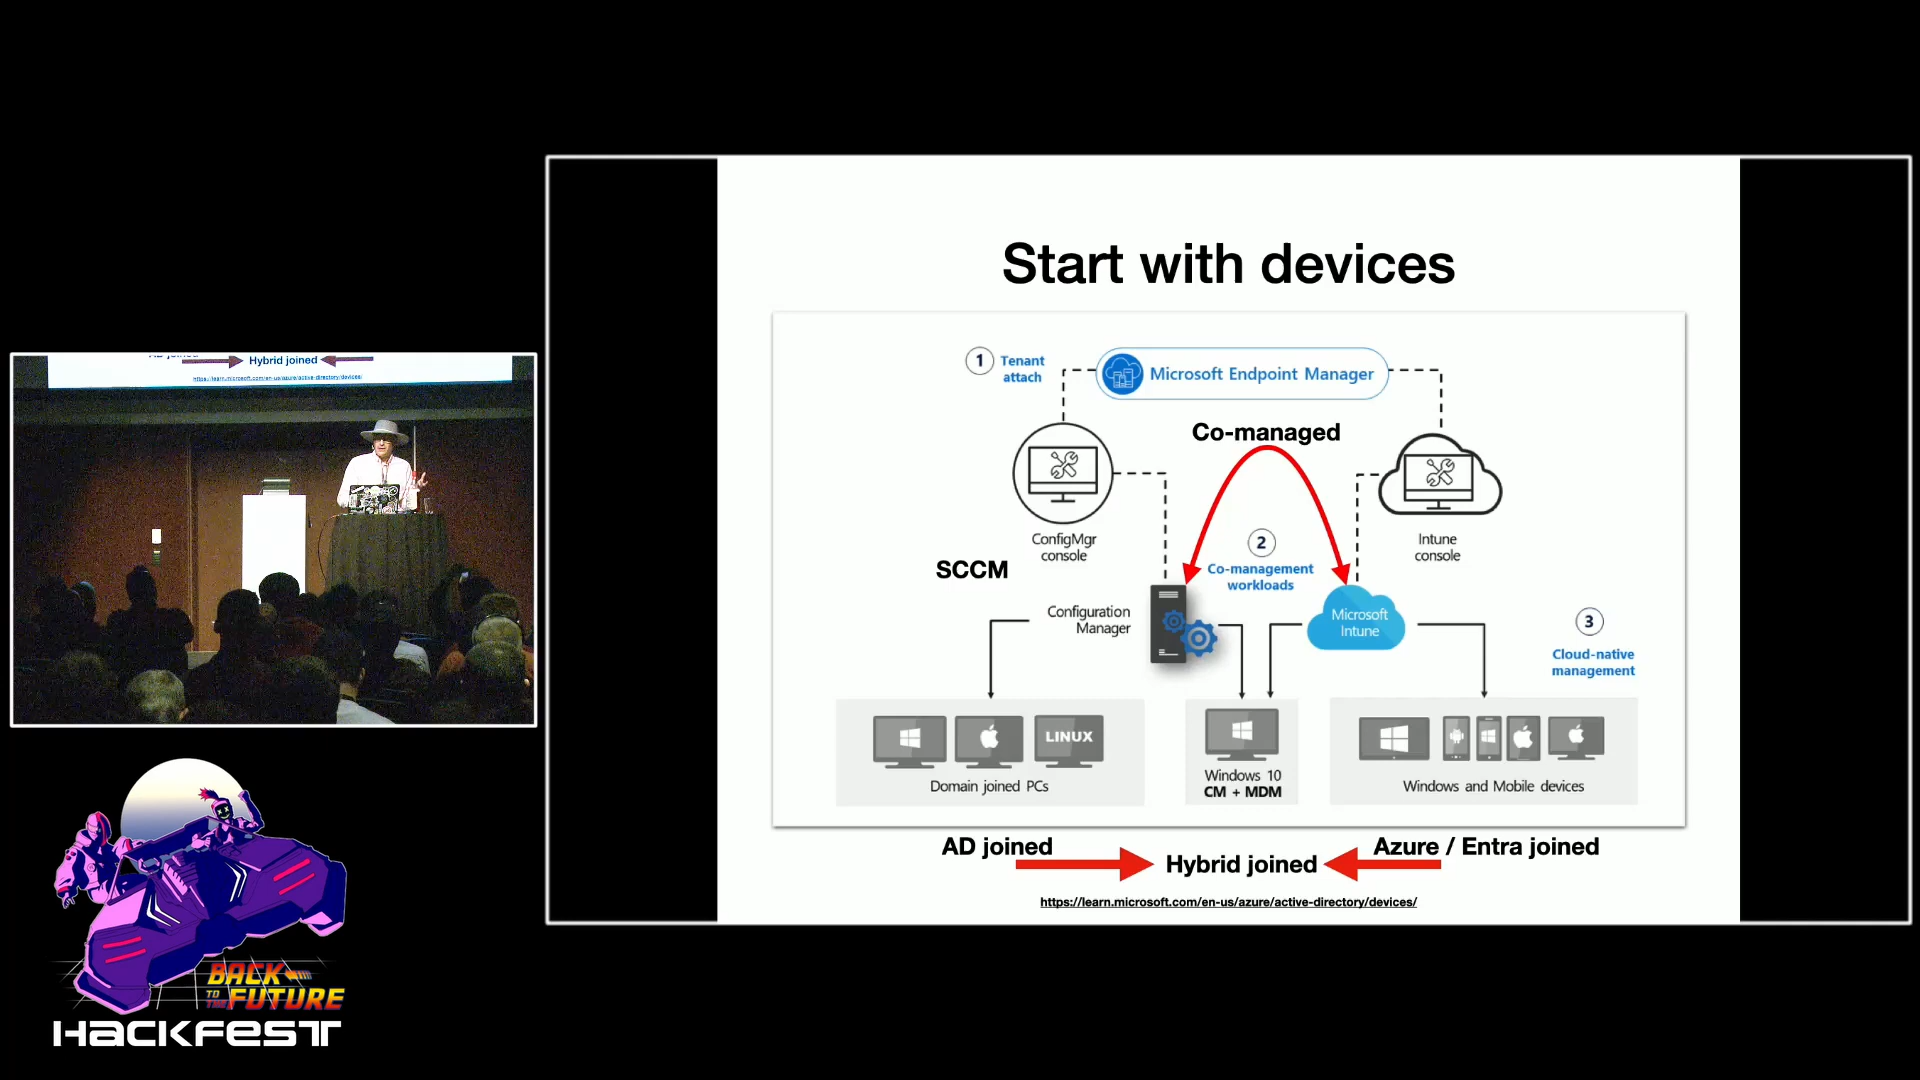 Start with devices
1
Tenant
attach
Microsoft Endpoint Manager
Co-managed
ConfigMgr
console
Intune
console
SCCM
2
Co-management
workloads
Configuration
Manager
Microsoft
Intune
3
Cloud-native
management
LINUX
Domain joined PCs
Windows 10
CM + MDM
Windows and Mobile devices
AD joined
Hybrid joined
Azure / Entra joined
https://learn.microsoft.com/en-us/azure/active-directory/devices/
AD joined
Hybrid joined
https://learn.microsoft.com/en-us/azure/active-directory/devices/
BACK
TO
THE FUTURE
HACKFEST